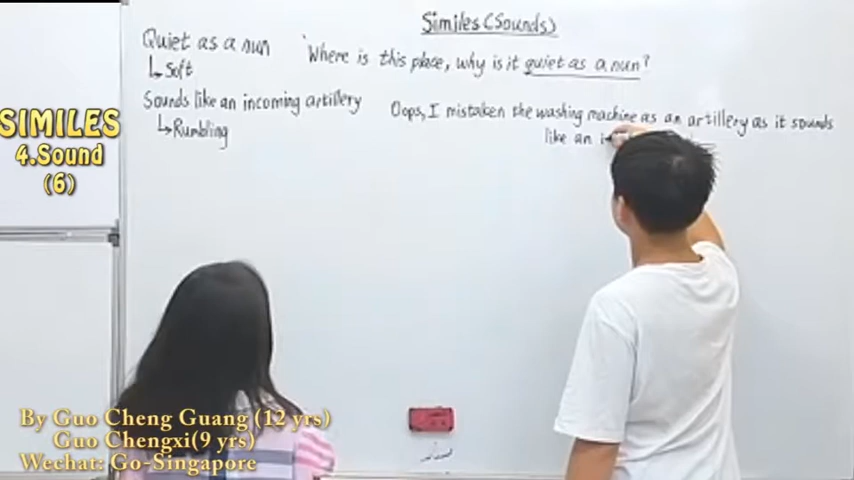 Similes (Sounds)
Quiet as a nun
↳ Soft
Where is this place, why is it quiet as a nun?
Sounds like an incoming artillery
↳ Rumbling
Oops, I mistaken the washing machine as an artillery as it sounds
like an
SIMILES
4.Sound
(6)
By Guo Cheng Guang (12 yrs)
Guo Chengxi(9 yrs)
Wechat: Go-Singapore